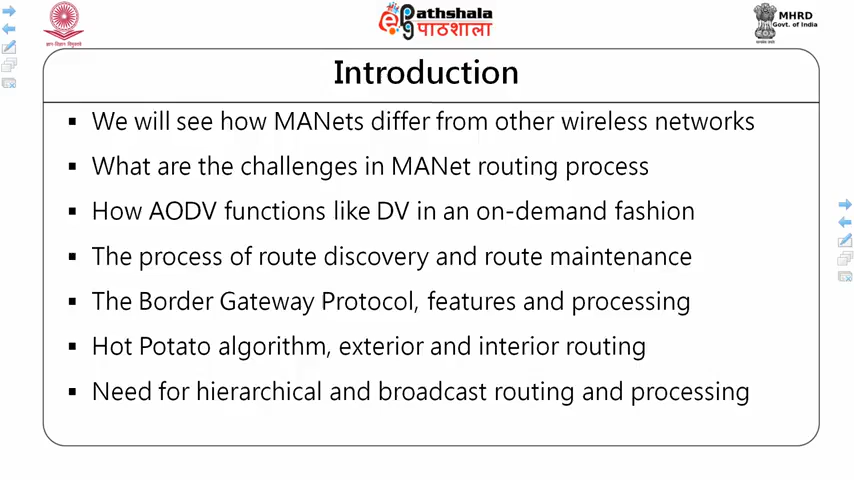 ePathshala
पाठशाला
MHRD
Govt. of India
Introduction
▪ We will see how MANets differ from other wireless networks
▪ What are the challenges in MANet routing process
▪ How AODV functions like DV in an on-demand fashion
▪ The process of route discovery and route maintenance
▪ The Border Gateway Protocol, features and processing
▪ Hot Potato algorithm, exterior and interior routing
▪ Need for hierarchical and broadcast routing and processing